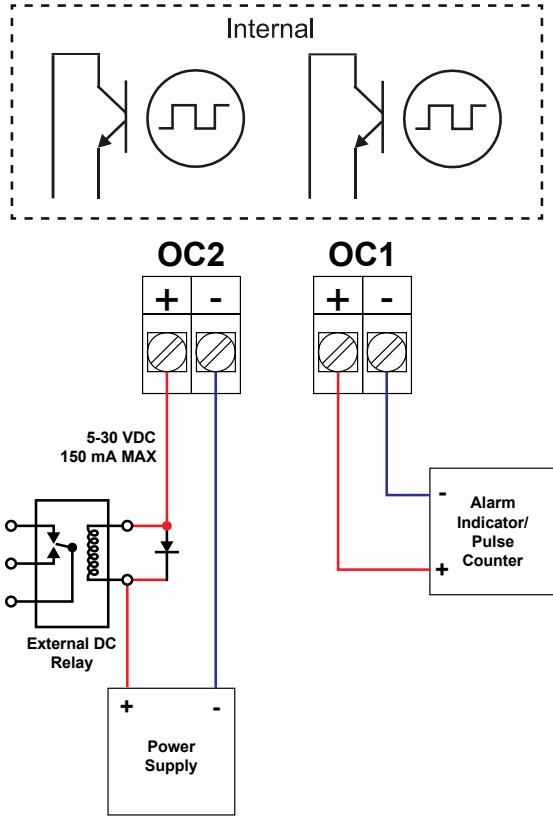 Internal
OC2 OC1
+ - + -
5-30 VDC
150 mA MAX
-
Alarm
Indicator/
Pulse
Counter
+
External DC
Relay
+ -
Power
Supply